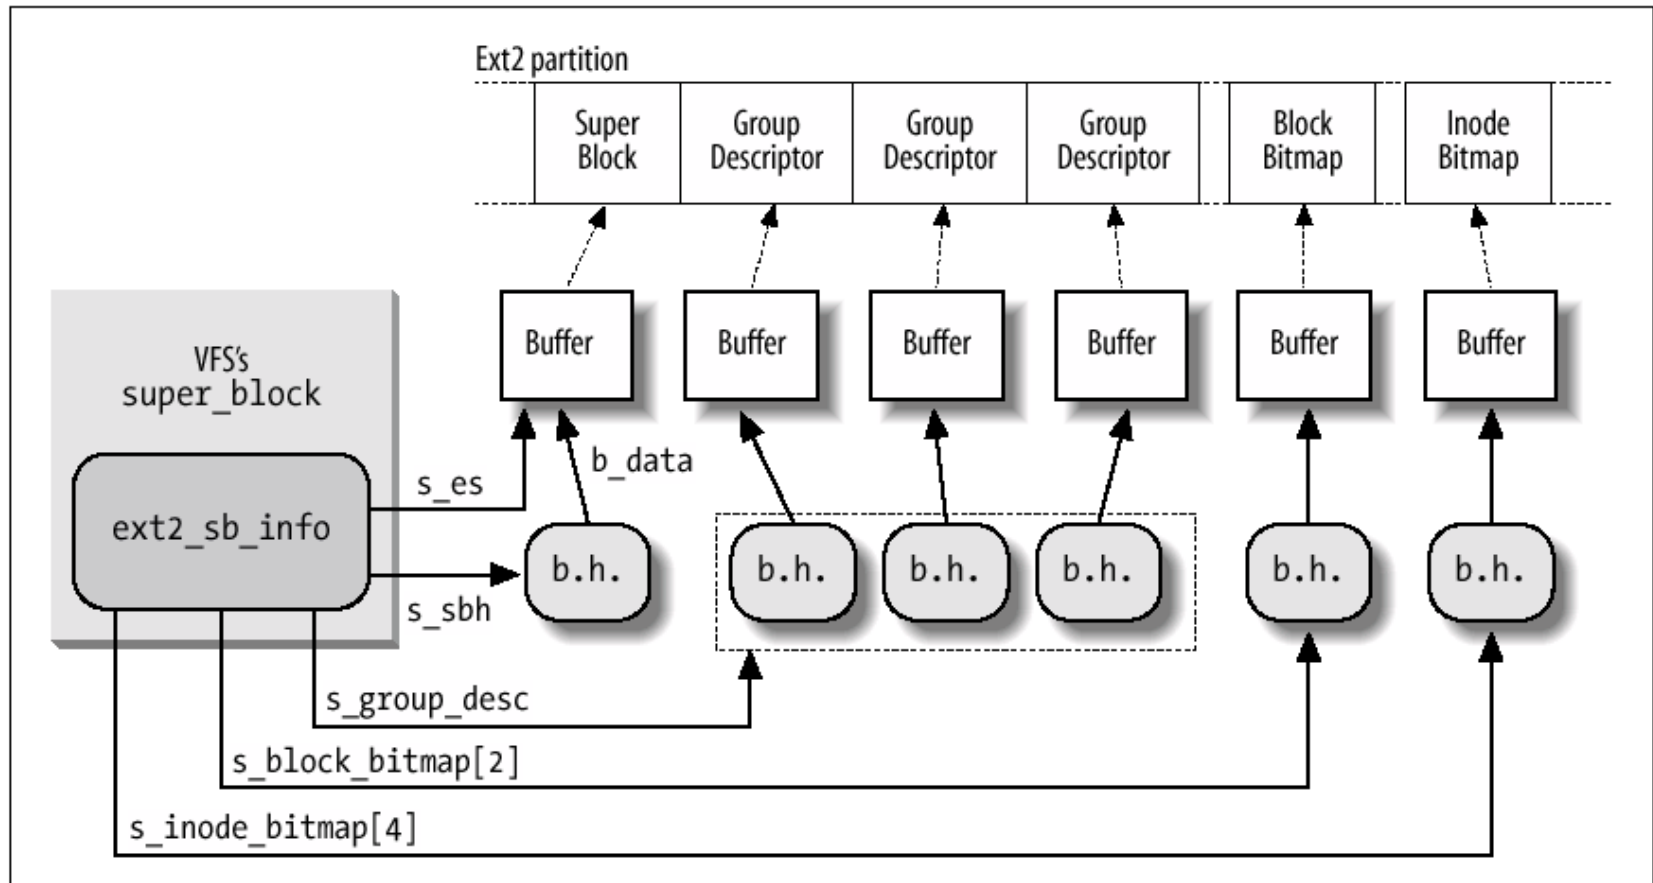 Ext2 partition
Super
Block
Group
Descriptor
Group
Descriptor
Group
Descriptor
Block
Bitmap
Inode
Bitmap
VFS's
super_block
ext2_sb_info
Buffer
Buffer
Buffer
Buffer
Buffer
Buffer
s_es
b_data
s_sbh
b.h.
b.h.
b.h.
b.h.
b.h.
b.h.
s_group_desc
s_block_bitmap[2]
s_inode_bitmap[4]